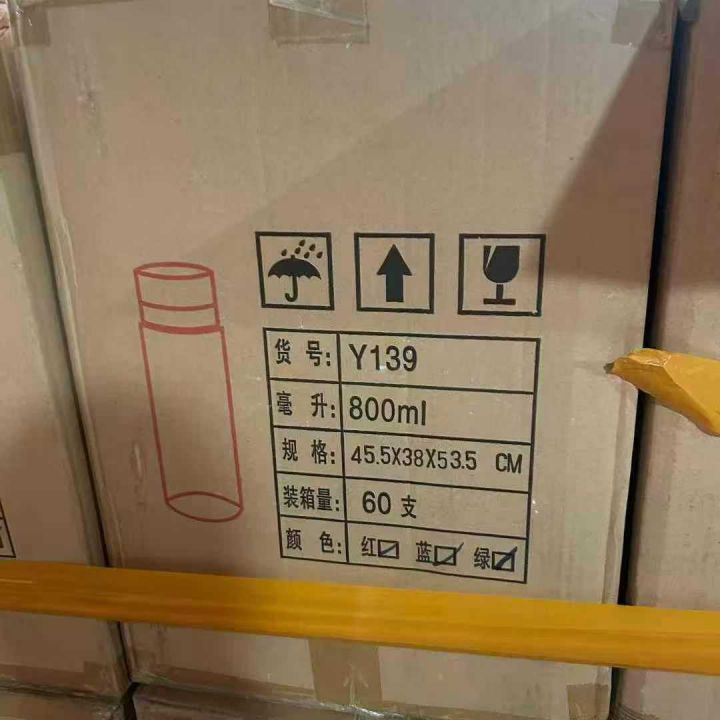 货号: Y139
毫升: 800ml
规格: 45.5X38X53.5 CM
装箱量: 60 支
颜色: 红☑ 蓝☑ 绿☑